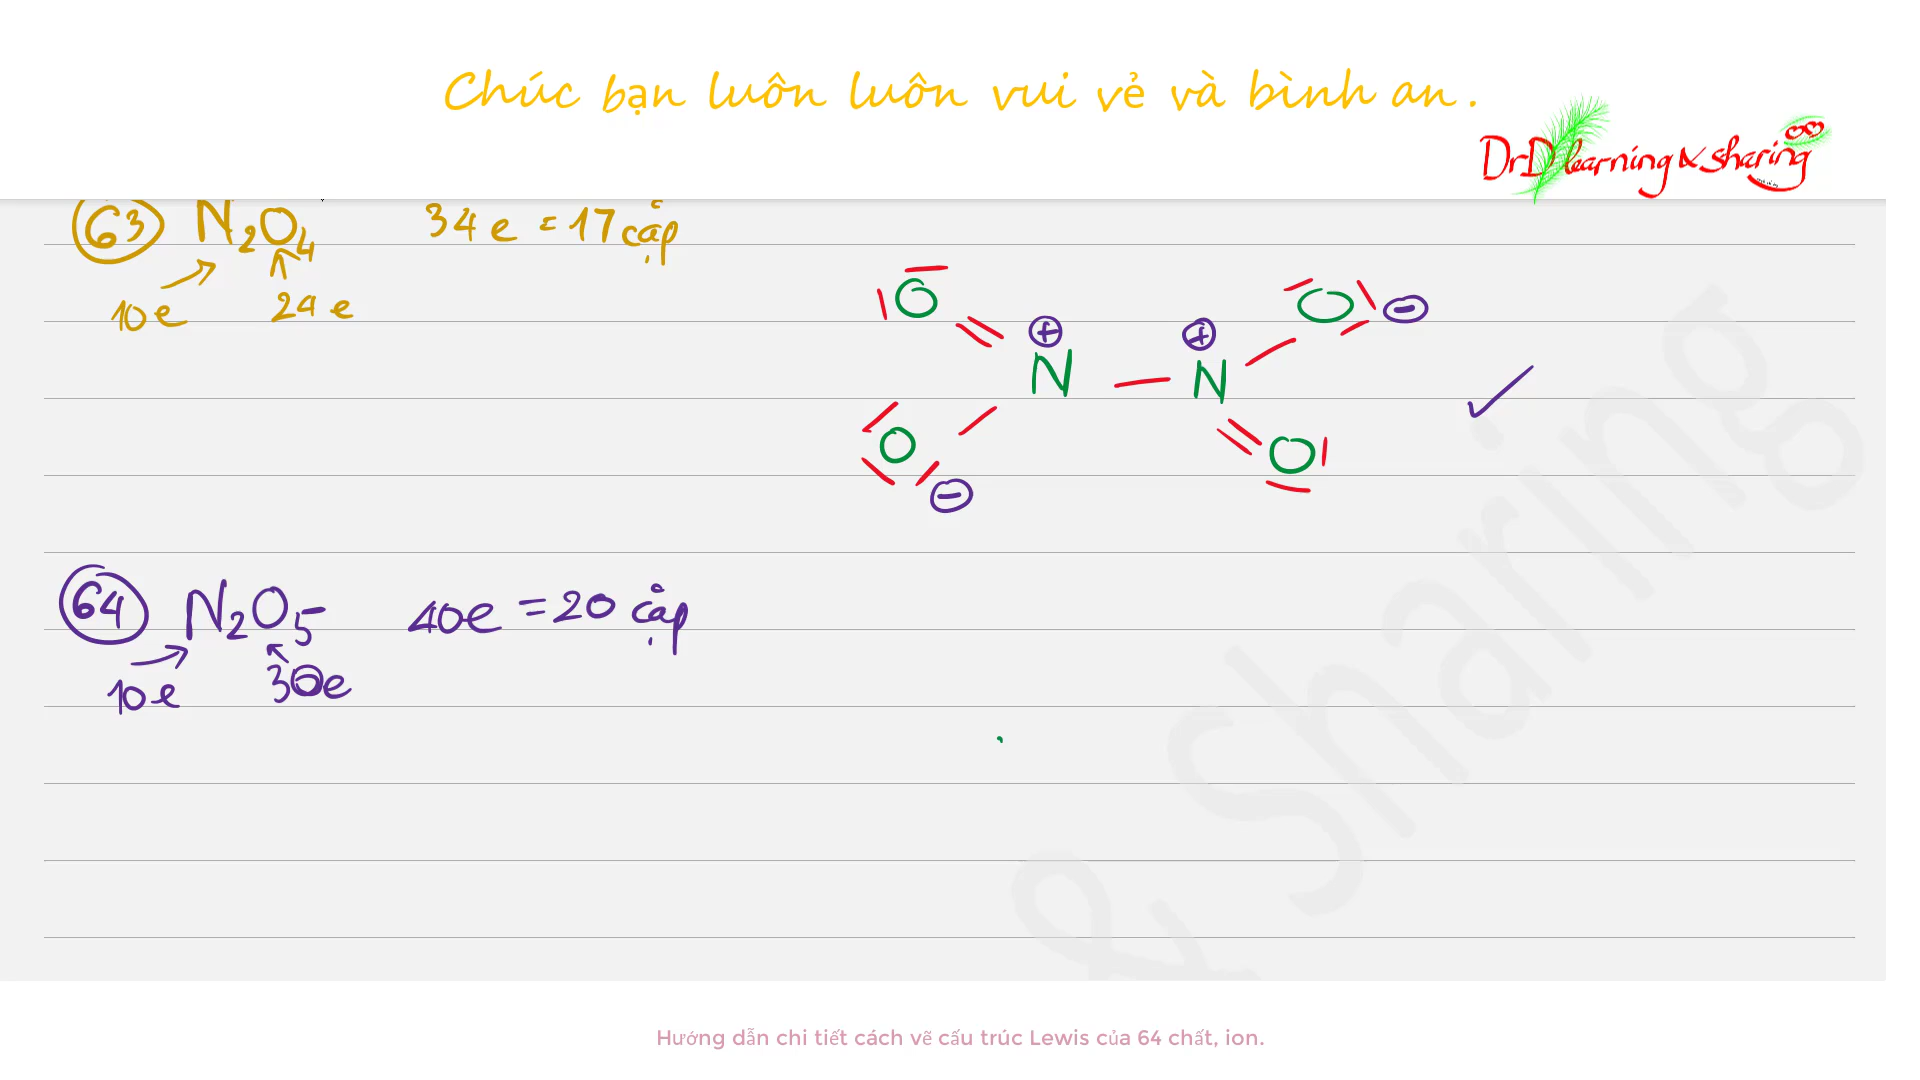 Chúc bạn luôn luôn vui vẻ và bình an.
DrD learning & sharing
63 N2O4 34e = 17 cặp
10e 24e
O O −
+ +
N N
O O
−
64 N2O5 40e = 20 cặp
10e 30e
& Sharing
Hướng dẫn chi tiết cách vẽ cấu trúc Lewis của 64 chất, ion.